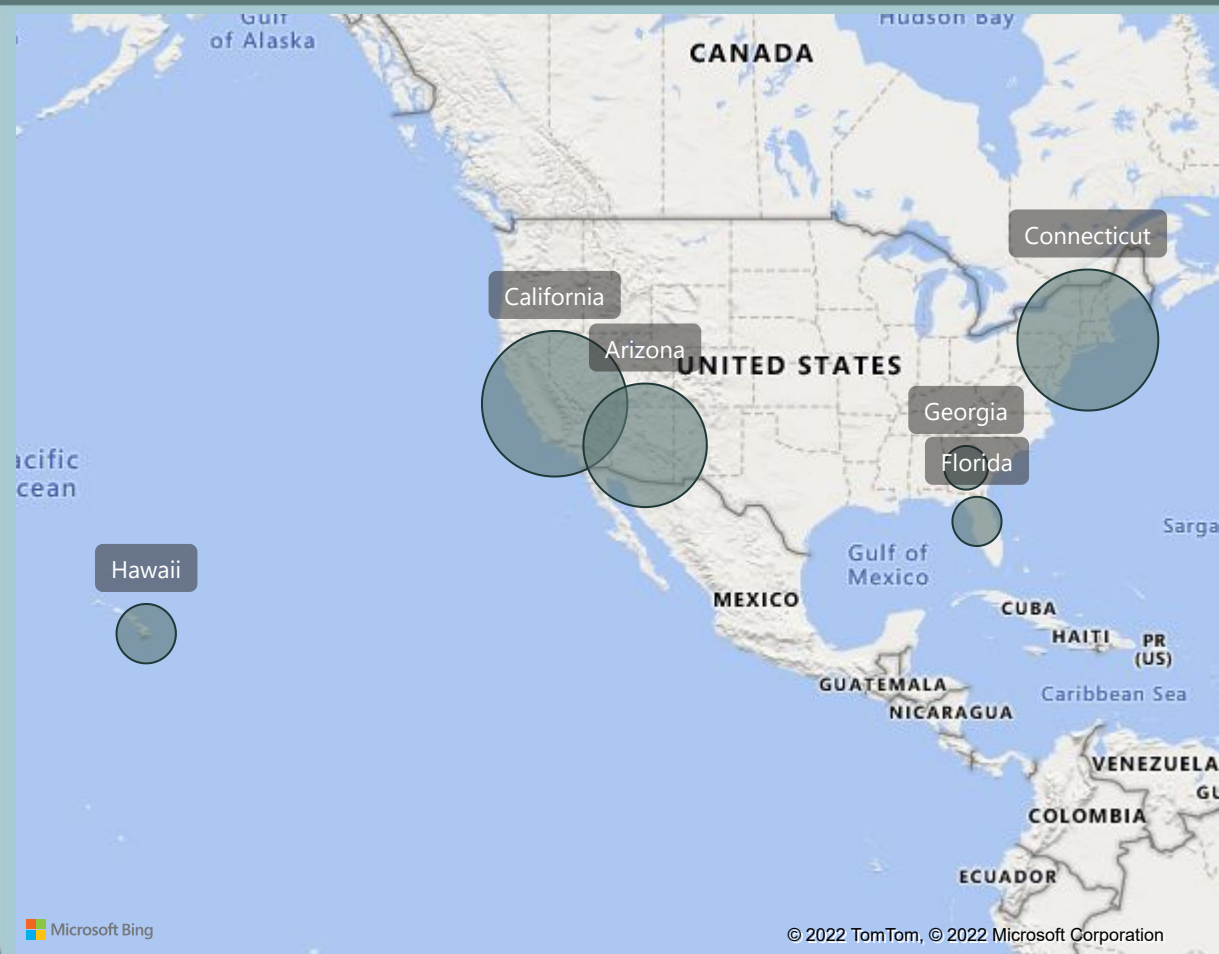 Gulf
of Alaska
Hudson Bay
CANADA
Connecticut
California
Arizona
UNITED STATES
Georgia
Florida
acific
cean
Sarga
Hawaii
Gulf of
Mexico
MEXICO
CUBA
HAITI
PR
(US)
GUATEMALA
Caribbean Sea
NICARAGUA
VENEZUELA
GU
COLOMBIA
ECUADOR
Microsoft Bing
© 2022 TomTom, © 2022 Microsoft Corporation